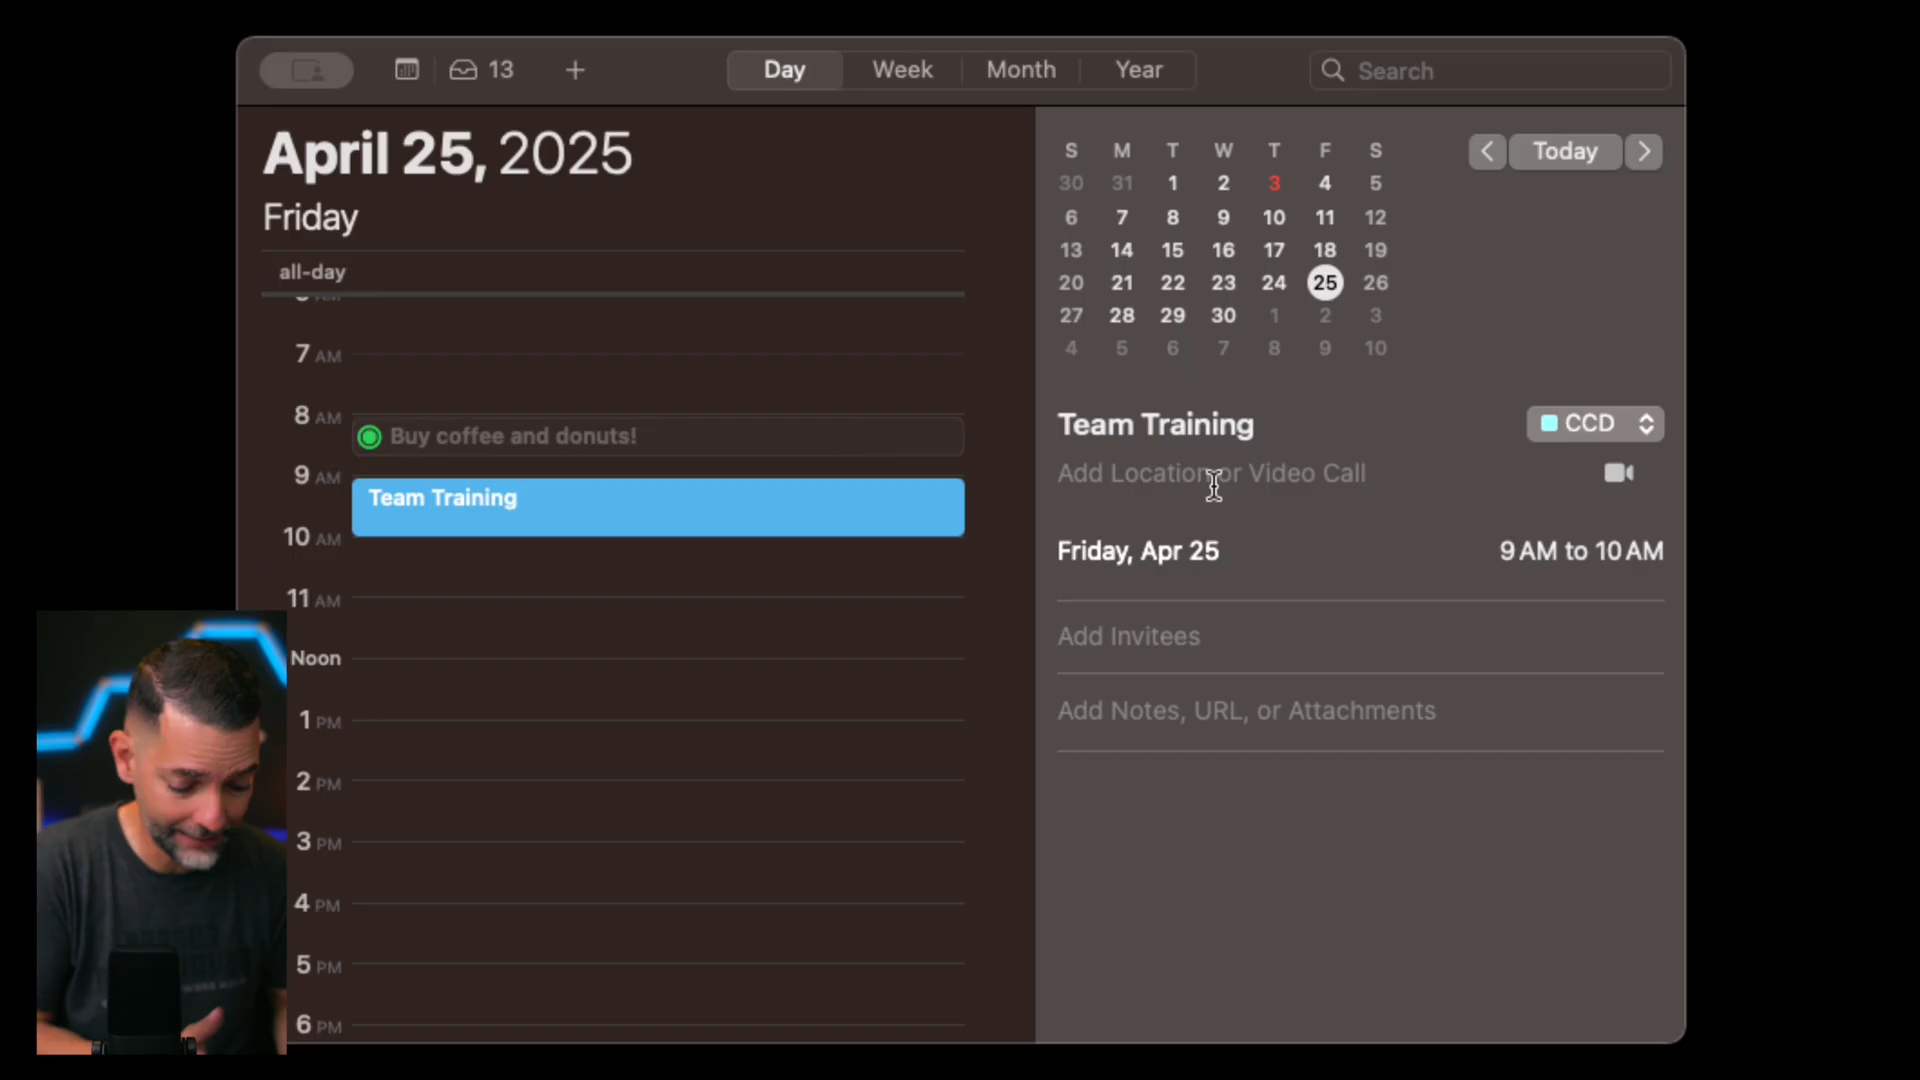 13
+
Day
Week
Month
Year
Search
April 25, 2025
Friday
all-day
7 AM
8 AM
Buy coffee and donuts!
9 AM
Team Training
10 AM
11 AM
Noon
1 PM
2 PM
3 PM
4 PM
5 PM
6 PM
S M T W T F S
30 31 1 2 3 4 5
6 7 8 9 10 11 12
13 14 15 16 17 18 19
20 21 22 23 24 25 26
27 28 29 30 1 2 3
4 5 6 7 8 9 10
< Today >
Team Training
CCD
Add Location or Video Call
Friday, Apr 25
9 AM to 10 AM
Add Invitees
Add Notes, URL, or Attachments